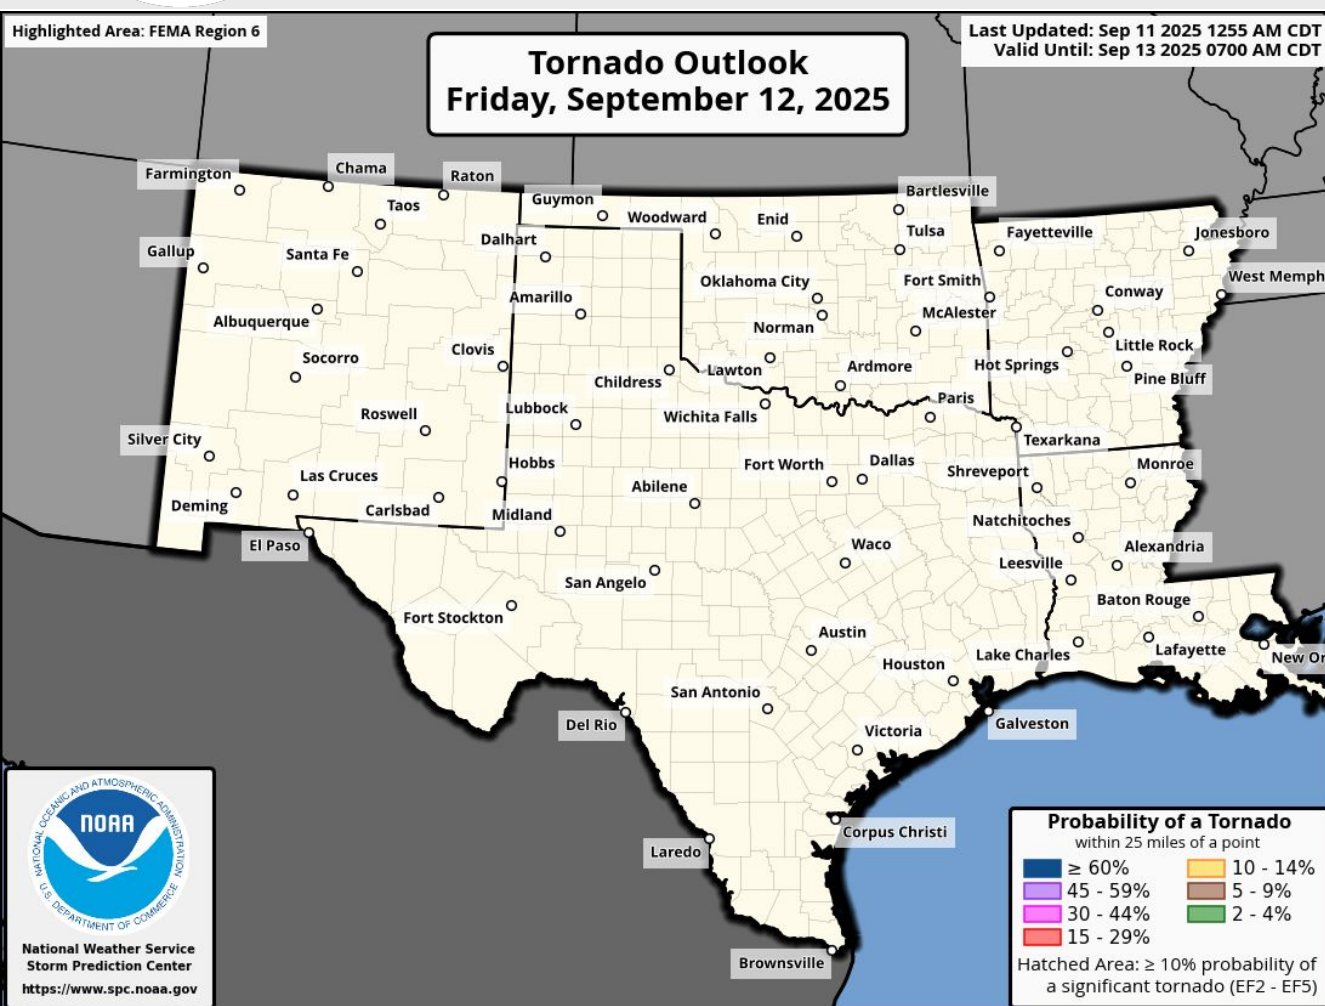 Highlighted Area: FEMA Region 6
Last Updated: Sep 11 2025 1255 AM CDT
Valid Until: Sep 13 2025 0700 AM CDT
Tornado Outlook
Friday, September 12, 2025
Farmington
Chama
Raton
Taos
Guymon
Woodward
Enid
Bartlesville
Tulsa
Fayetteville
Jonesboro
Gallup
Santa Fe
Dalhart
Oklahoma City
Fort Smith
West Memph
Albuquerque
Amarillo
Norman
McAlester
Conway
Little Rock
Socorro
Clovis
Childress
Lawton
Ardmore
Hot Springs
Pine Bluff
Roswell
Lubbock
Wichita Falls
Paris
Texarkana
Silver City
Las Cruces
Hobbs
Abilene
Fort Worth
Dallas
Shreveport
Monroe
Deming
Carlsbad
Midland
Natchitoches
El Paso
San Angelo
Waco
Leesville
Alexandria
Fort Stockton
Austin
Baton Rouge
Houston
Lake Charles
Lafayette
New Or
Del Rio
San Antonio
Victoria
Galveston
Laredo
Corpus Christi
Brownsville
NATIONAL OCEANIC AND ATMOSPHERIC ADMINISTRATION
NOAA
U.S. DEPARTMENT OF COMMERCE
National Weather Service
Storm Prediction Center
https://www.spc.noaa.gov
Probability of a Tornado
within 25 miles of a point
≥ 60%
10 - 14%
45 - 59%
5 - 9%
30 - 44%
2 - 4%
15 - 29%
Hatched Area: ≥ 10% probability of
a significant tornado (EF2 - EF5)